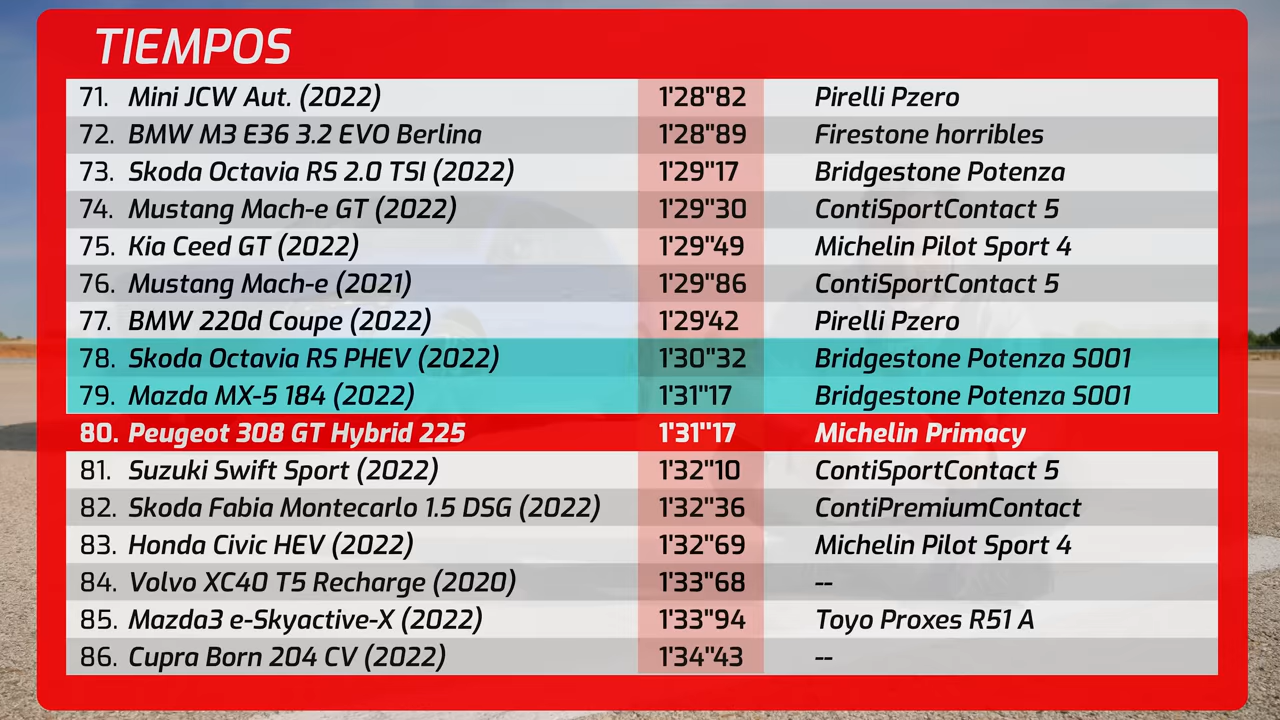 TIEMPOS
71. Mini JCW Aut. (2022) 1'28"82 Pirelli Pzero
72. BMW M3 E36 3.2 EVO Berlina 1'28"89 Firestone horribles
73. Skoda Octavia RS 2.0 TSI (2022) 1'29"17 Bridgestone Potenza
74. Mustang Mach-e GT (2022) 1'29"30 ContiSportContact 5
75. Kia Ceed GT (2022) 1'29"49 Michelin Pilot Sport 4
76. Mustang Mach-e (2021) 1'29"86 ContiSportContact 5
77. BMW 220d Coupe (2022) 1'29'42 Pirelli Pzero
78. Skoda Octavia RS PHEV (2022) 1'30"32 Bridgestone Potenza S001
79. Mazda MX-5 184 (2022) 1'31"17 Bridgestone Potenza S001
80. Peugeot 308 GT Hybrid 225 1'31"17 Michelin Primacy
81. Suzuki Swift Sport (2022) 1'32"10 ContiSportContact 5
82. Skoda Fabia Montecarlo 1.5 DSG (2022) 1'32"36 ContiPremiumContact
83. Honda Civic HEV (2022) 1'32"69 Michelin Pilot Sport 4
84. Volvo XC40 T5 Recharge (2020) 1'33"68 --
85. Mazda3 e-Skyactive-X (2022) 1'33"94 Toyo Proxes R51 A
86. Cupra Born 204 CV (2022) 1'34"43 --